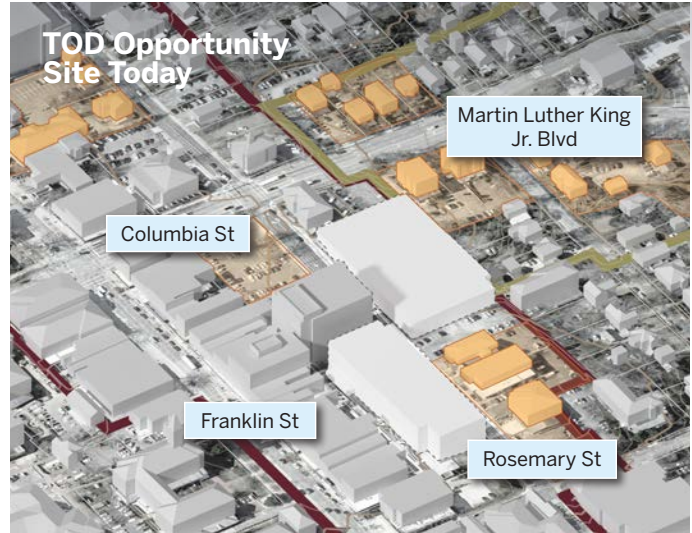 TOD Opportunity
Site Today
Martin Luther King
Jr. Blvd
Columbia St
Franklin St
Rosemary St